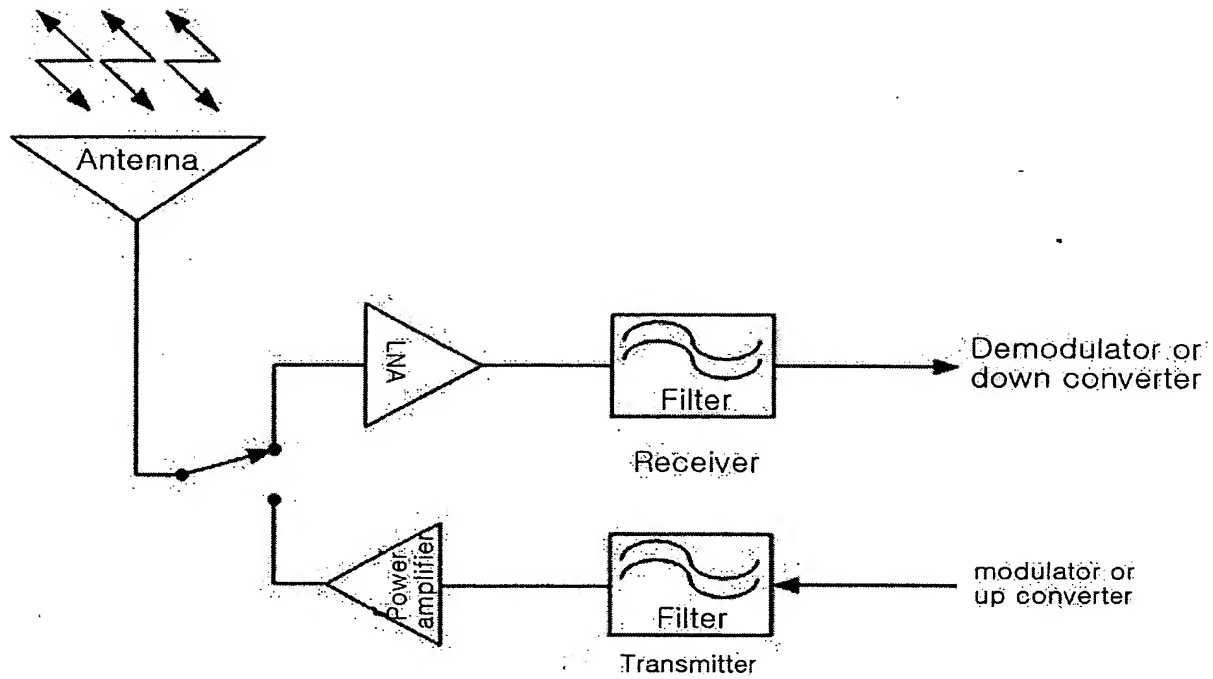 Antenna
LNA
Filter
Demodulator or
down converter
Receiver
Power
amplifier
Filter
modulator or
up converter
Transmitter